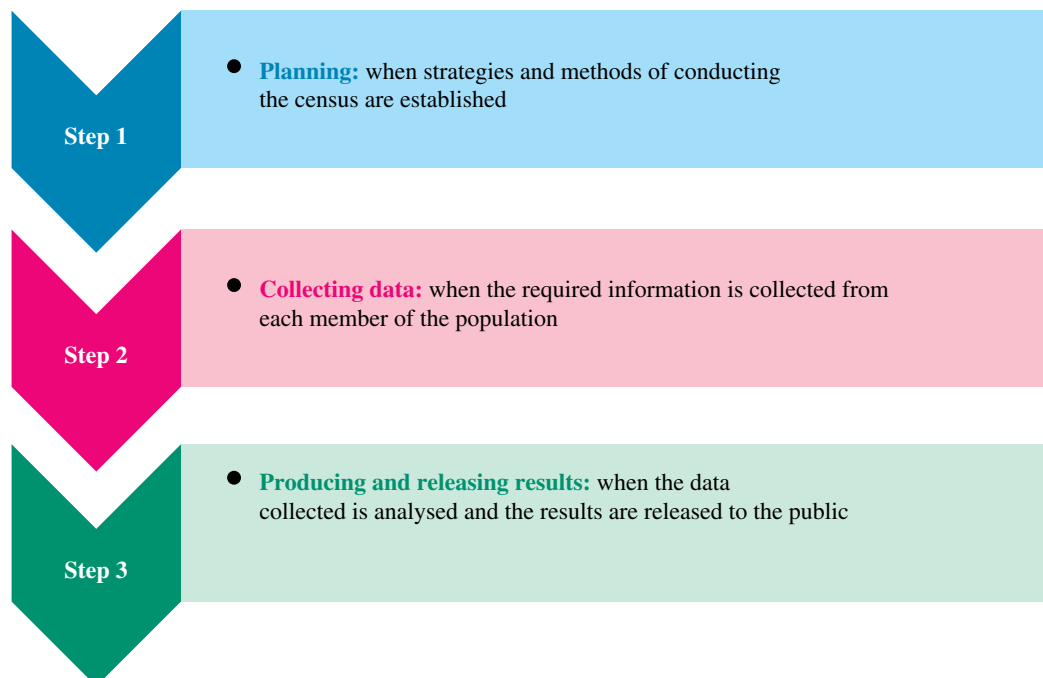 Step 1
• Planning: when strategies and methods of conducting
the census are established
Step 2
• Collecting data: when the required information is collected from
each member of the population
Step 3
• Producing and releasing results: when the data
collected is analysed and the results are released to the public